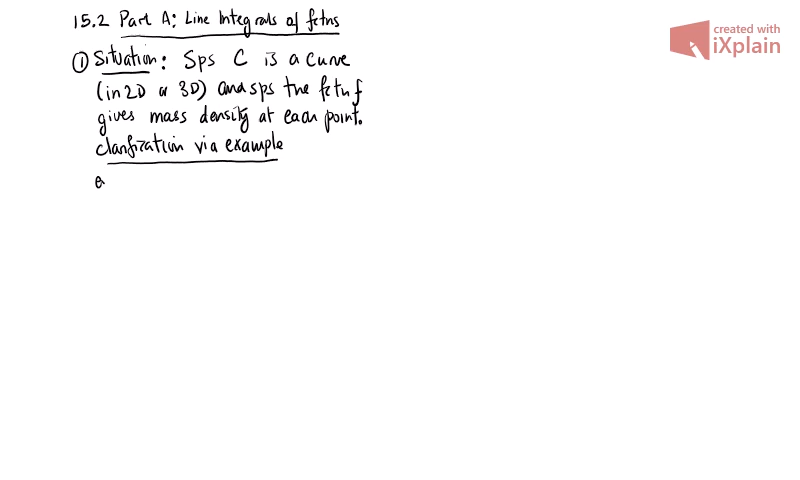 15.2 Part A: Line Integrals of fctns
① Situation: Sps C is a curve
(in 2D or 3D) and sps the fctn f
gives mass density at each point.
Clarification via example
e
created with
iXplain